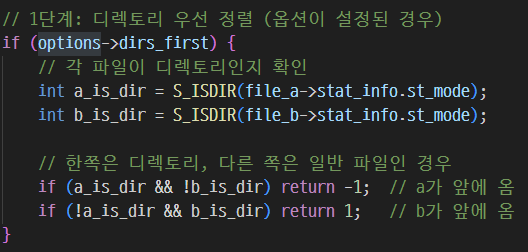 // 1단계: 디렉토리 우선 정렬 (옵션이 설정된 경우)
if (options->dirs_first) {
    // 각 파일이 디렉토리인지 확인
    int a_is_dir = S_ISDIR(file_a->stat_info.st_mode);
    int b_is_dir = S_ISDIR(file_b->stat_info.st_mode);

    // 한쪽은 디렉토리, 다른 쪽은 일반 파일인 경우
    if (a_is_dir && !b_is_dir) return -1;  // a가 앞에 옴
    if (!a_is_dir && b_is_dir) return 1;   // b가 앞에 옴
}